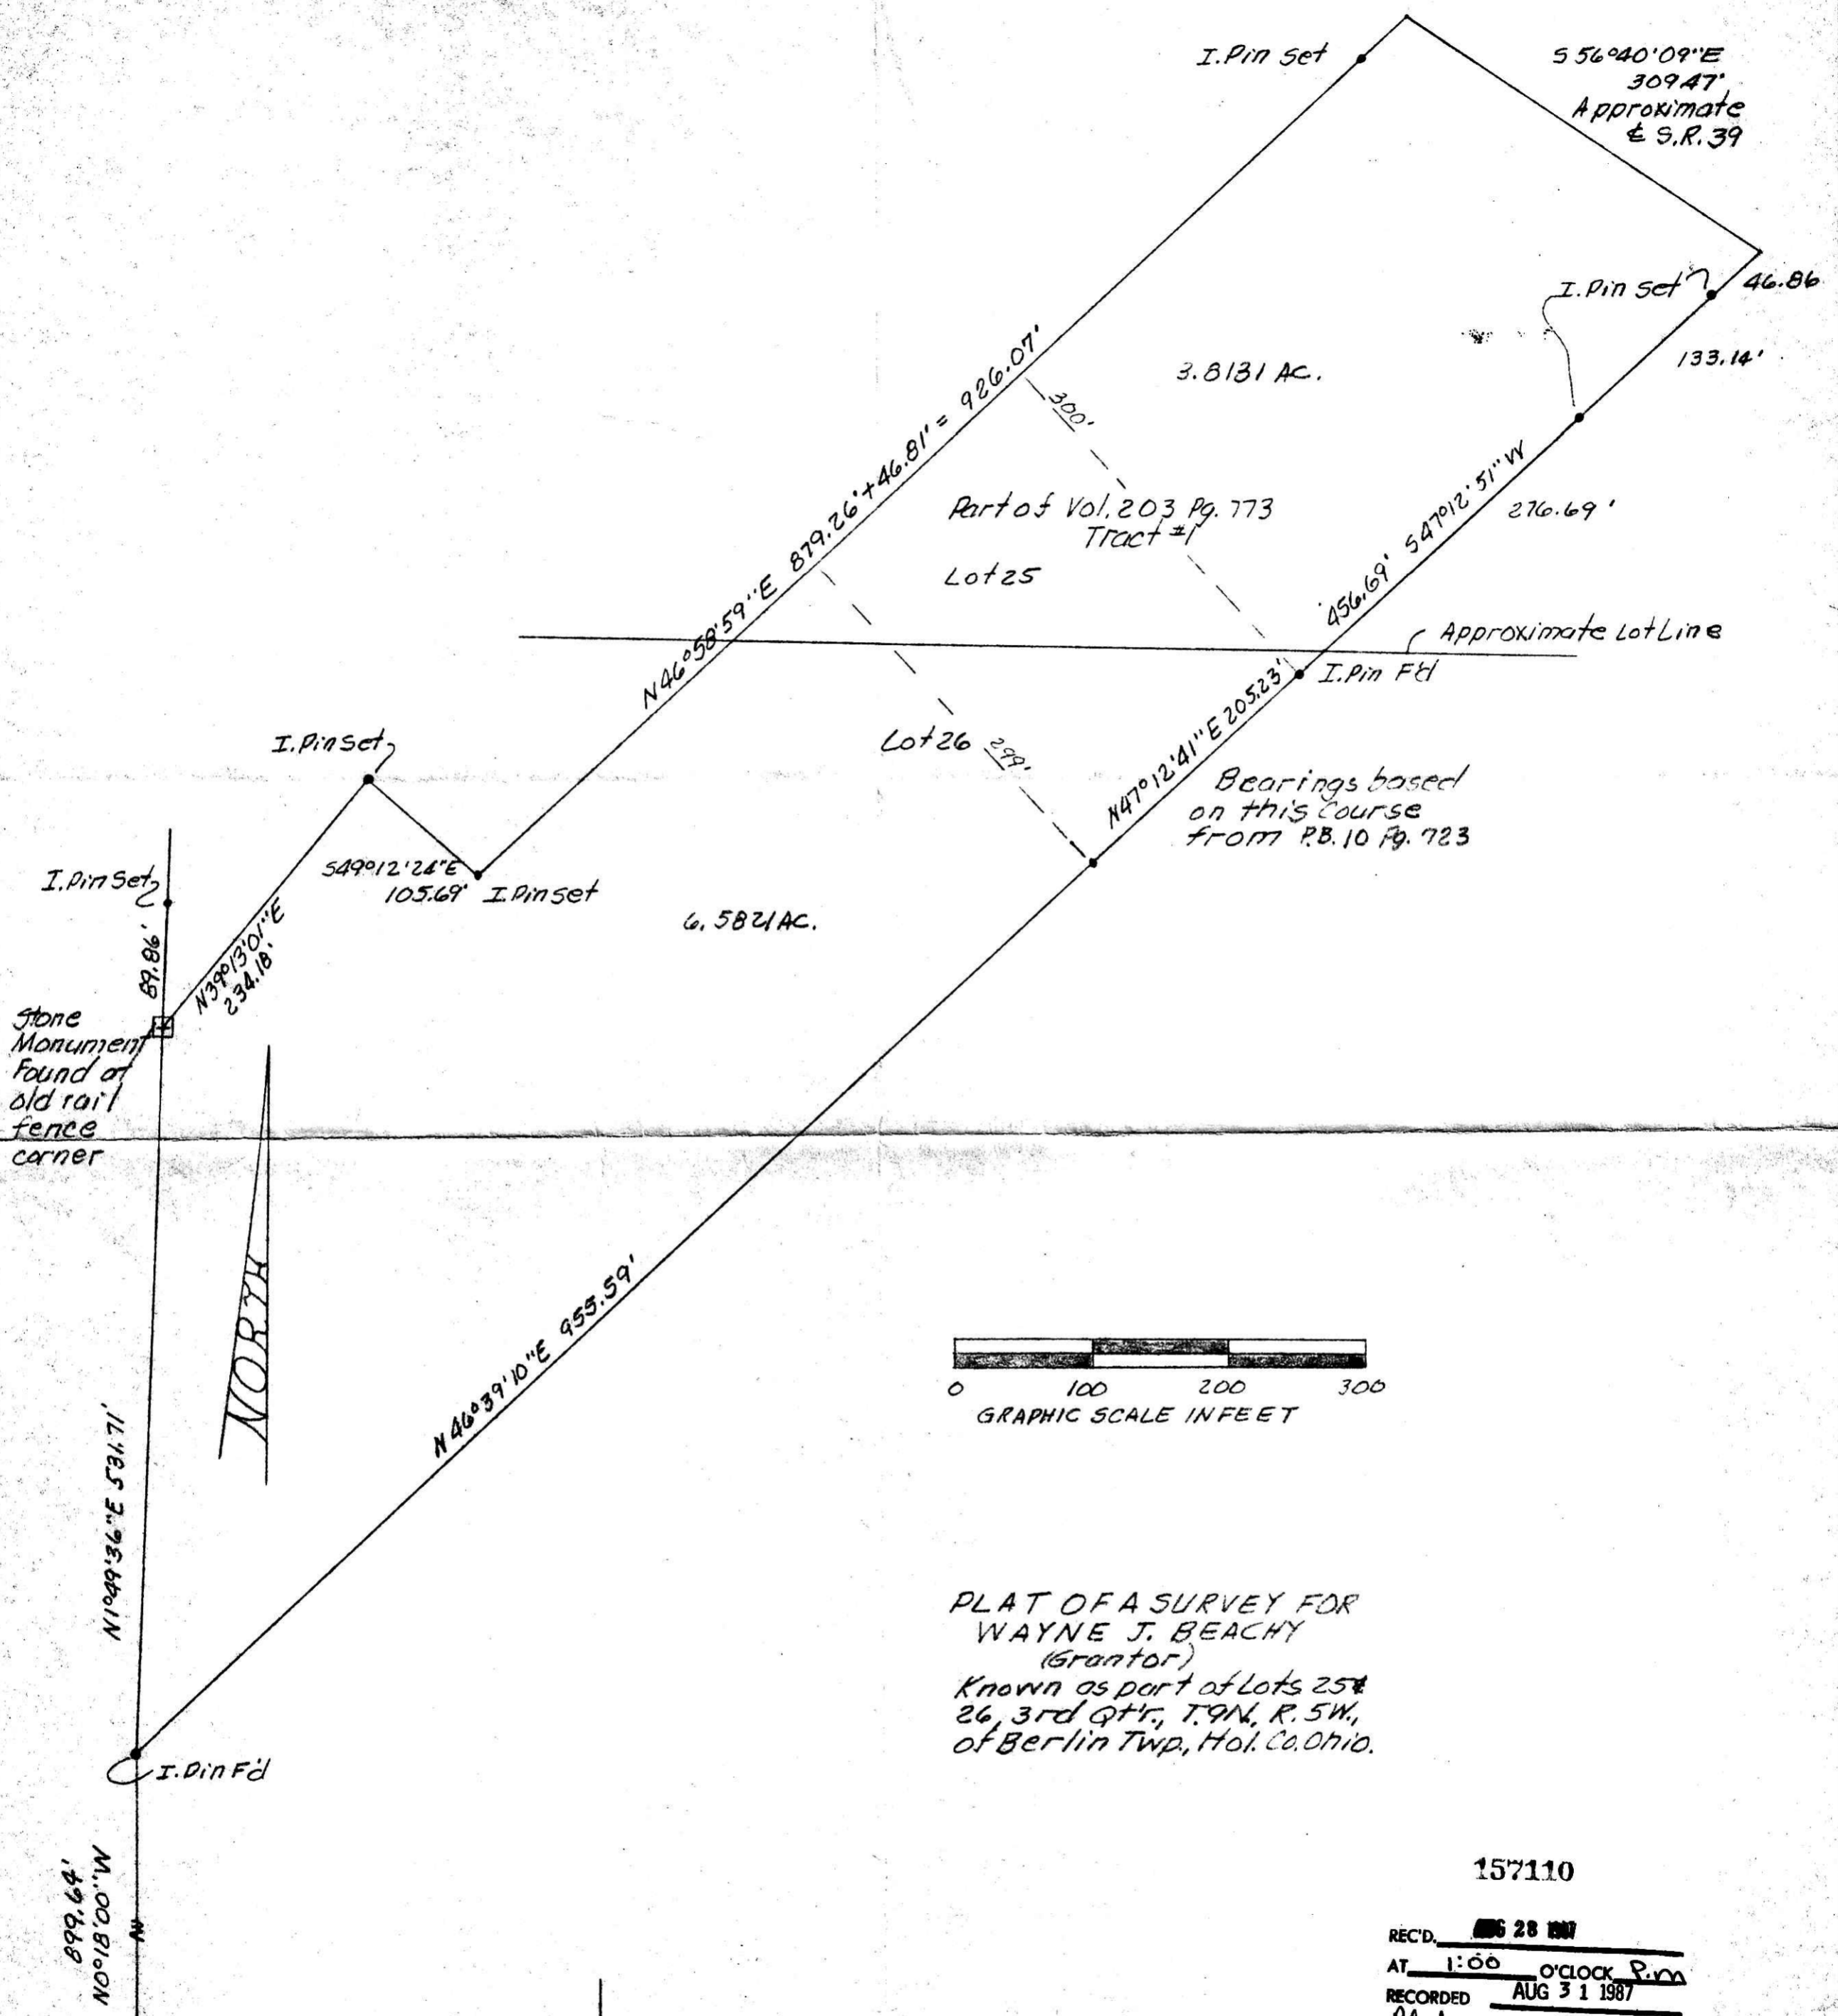 I.Pin Set
S 56°40'09"E
309.47'
Approximate
℄ S.R. 39
I.Pin Set
46.86
133.14'
3.8131 AC.
N46°58'59"E 879.26'+46.81' = 926.07'
300'
Part of Vol. 203 Pg. 773
Tract #1
Lot 25
456.69' S47°12'51"W
276.69'
Approximate Lot Line
I.Pin F'd
N47°12'41"E 205.23'
Lot 26
299'
Bearings based
on this Course
from P.B. 10 Pg. 723
I.Pin Set
S49°12'24"E
105.69'
I.Pin Set
I.Pin Set
89.86'
N39°13'01"E
234.18'
6.5821 AC.
Stone
Monument
Found at
old rail
fence
corner
NORTH
N46°39'10"E 955.59'
N1°49'36"E 531.71'
0 100 200 300
GRAPHIC SCALE IN FEET
PLAT OF A SURVEY FOR
WAYNE J. BEACHY
(Grantor)
Known as part of Lots 25 &
26, 3rd Qt'r., T.9N., R.5W.,
of Berlin Twp., Hol. Co. Ohio.
I.Pin F'd
N0°18'00"W
899.64'
157110
REC'D. AUG 28 1987
AT 1:00 O'CLOCK P.m
RECORDED AUG 31 1987